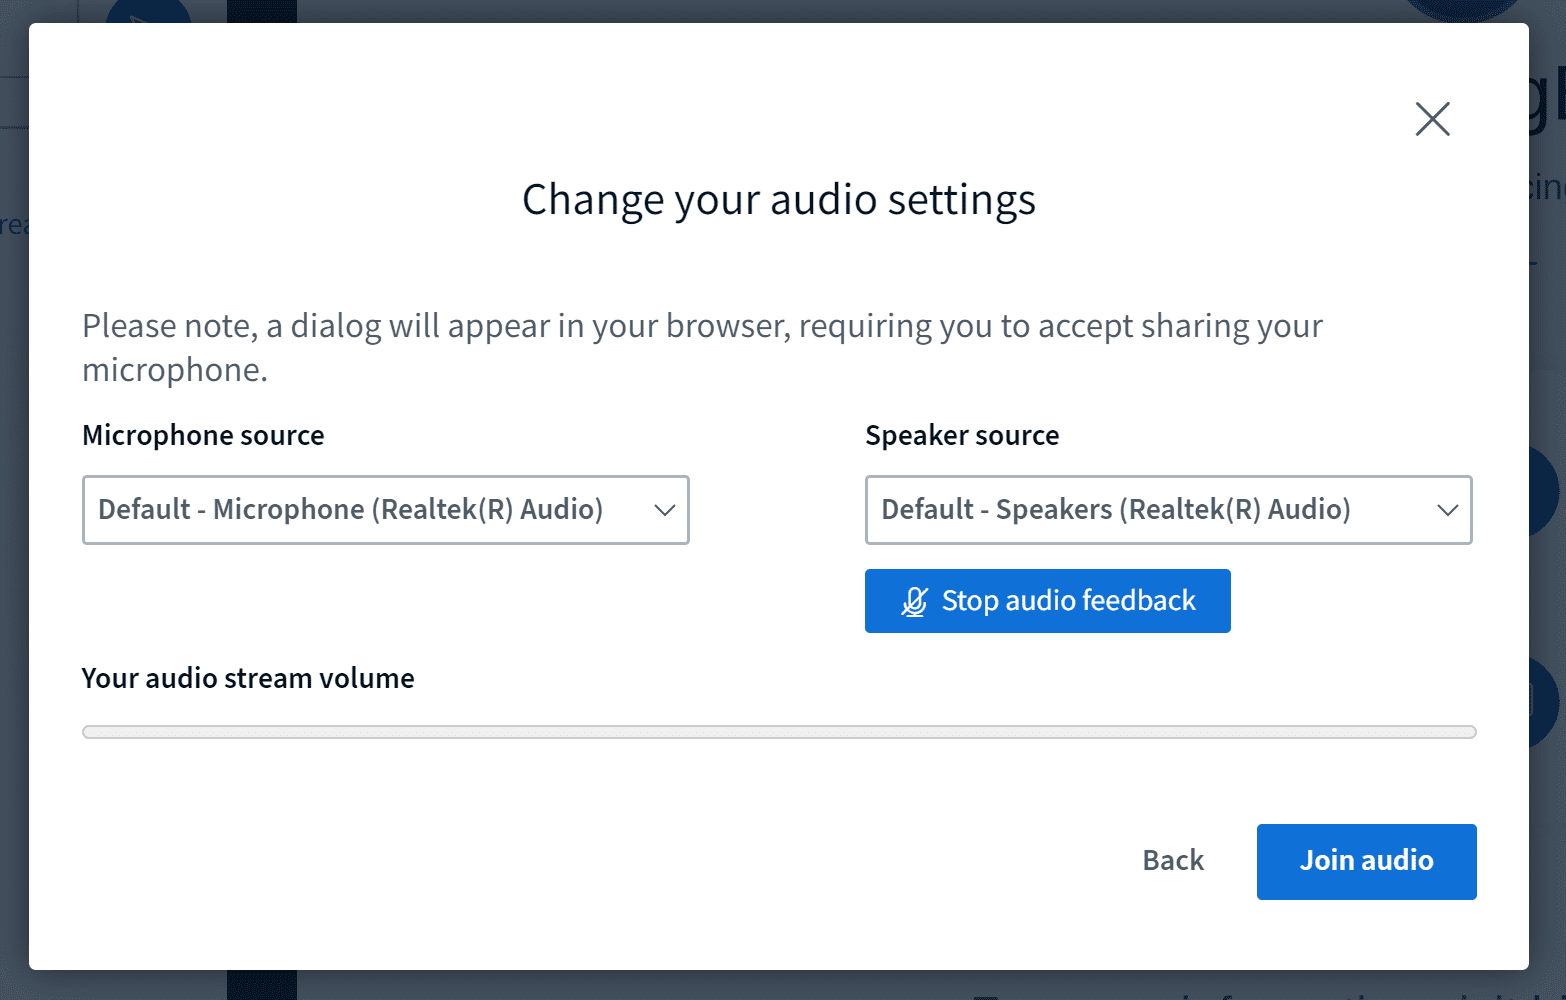 Change your audio settings
Please note, a dialog will appear in your browser, requiring you to accept sharing your
microphone.
Microphone source
Speaker source
Default - Microphone (Realtek(R) Audio)
Default - Speakers (Realtek(R) Audio)
Stop audio feedback
Your audio stream volume
Back
Join audio